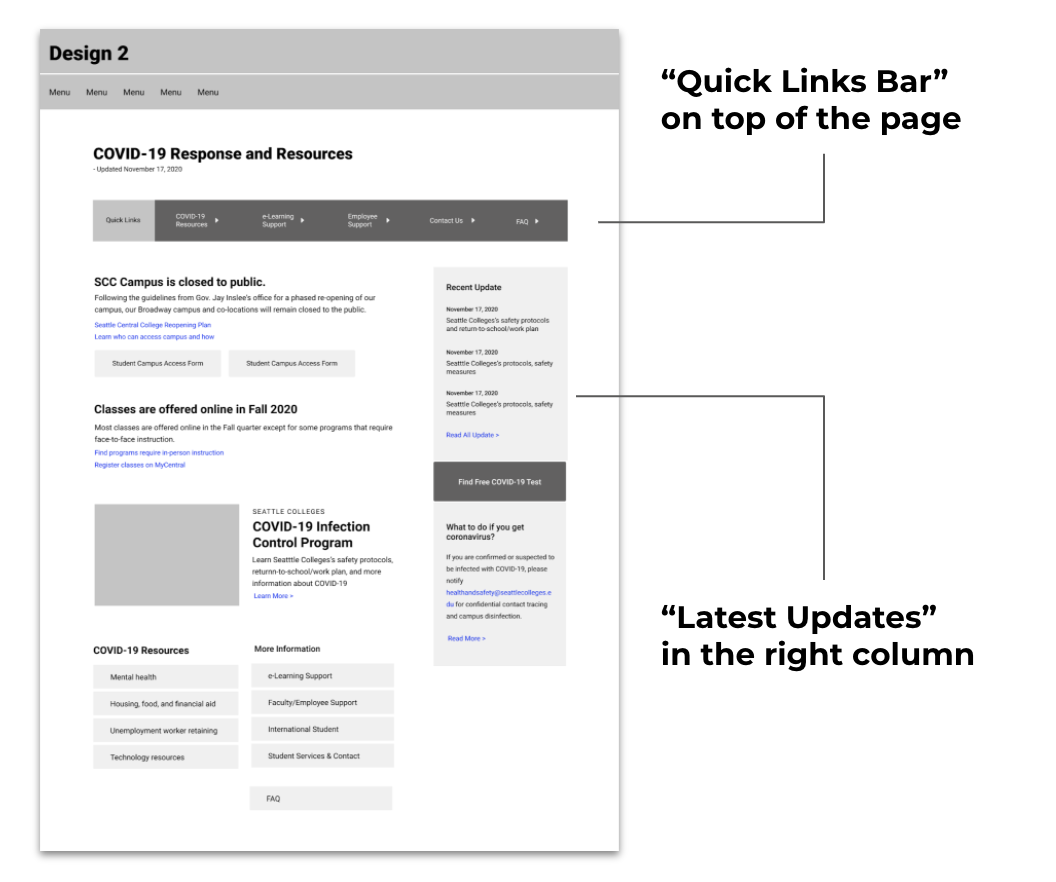 Design 2
Menu Menu Menu Menu Menu
COVID-19 Response and Resources
- Updated November 17, 2020
Quick Links
COVID-19
Resources
e-Learning
Support
Employee
Support
Contact Us
FAQ
SCC Campus is closed to public.
Following the guidelines from Gov. Jay Inslee's office for a phased re-opening of our
campus, our Broadway campus and co-locations will remain closed to the public.
Seattle Central College Reopening Plan
Learn who can access campus and how
Student Campus Access Form
Student Campus Access Form
Classes are offered online in Fall 2020
Most classes are offered online in the Fall quarter except for some programs that require
face-to-face instruction.
Find programs require in-person instruction
Register classes on MyCentral
SEATTLE COLLEGES
COVID-19 Infection
Control Program
Learn Seatttle Colleges's safety protocols,
returnn-to-school/work plan, and more
information about COVID-19
Learn More >
COVID-19 Resources
Mental health
Housing, food, and financial aid
Unemployment worker retaining
Technology resources
More Information
e-Learning Support
Faculty/Employee Support
International Student
Student Services & Contact
FAQ
Recent Update
November 17, 2020
Seattle Colleges's safety protocols
and return-to-school/work plan
November 17, 2020
Seatttle Colleges's protocols, safety
measures
November 17, 2020
Seatttle Colleges's protocols, safety
measures
Read All Update >
Find Free COVID-19 Test
What to do if you get
coronavirus?
If you are confirmed or suspected to
be infected with COVID-19, please
notify
healthandsafety@seattlecolleges.e
du for confidential contact tracing
and campus disinfection.
Read More >
“Quick Links Bar”
on top of the page
“Latest Updates”
in the right column